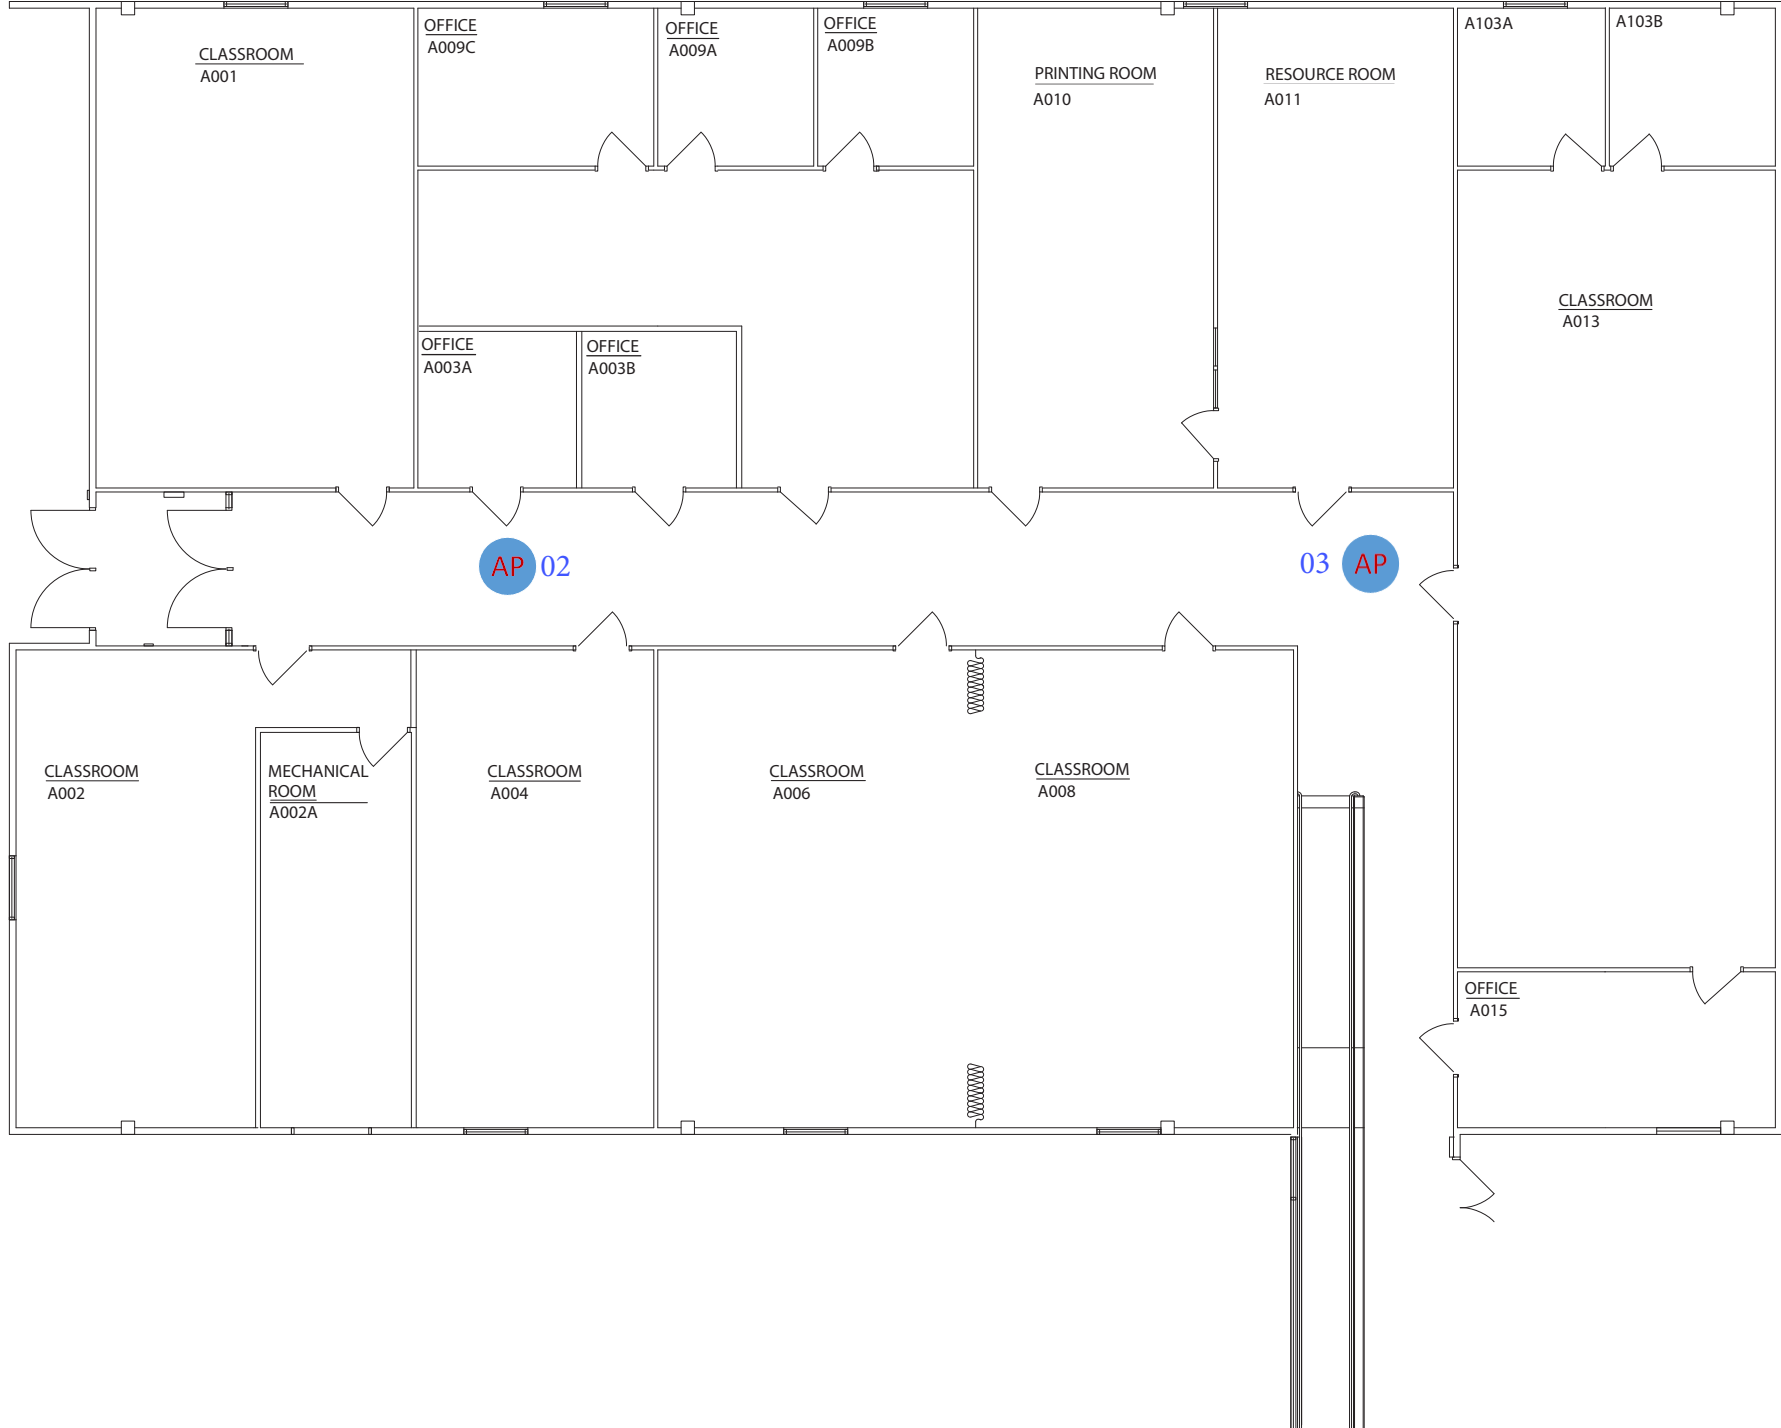 CLASSROOM
A001
OFFICE
A009C
OFFICE
A009A
OFFICE
A009B
PRINTING ROOM
A010
RESOURCE ROOM
A011
A103A
A103B
CLASSROOM
A013
OFFICE
A003A
OFFICE
A003B
AP 02
03 AP
CLASSROOM
A002
MECHANICAL
ROOM
A002A
CLASSROOM
A004
CLASSROOM
A006
CLASSROOM
A008
OFFICE
A015